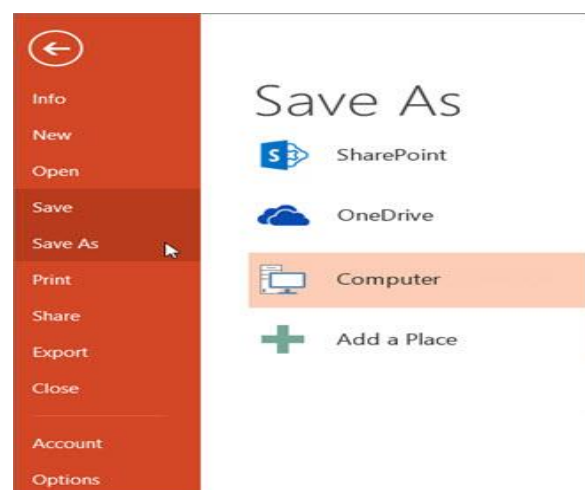 Info
New
Open
Save
Save As
Print
Share
Export
Close
Account
Options
Save As
S
SharePoint
OneDrive
Computer
Add a Place